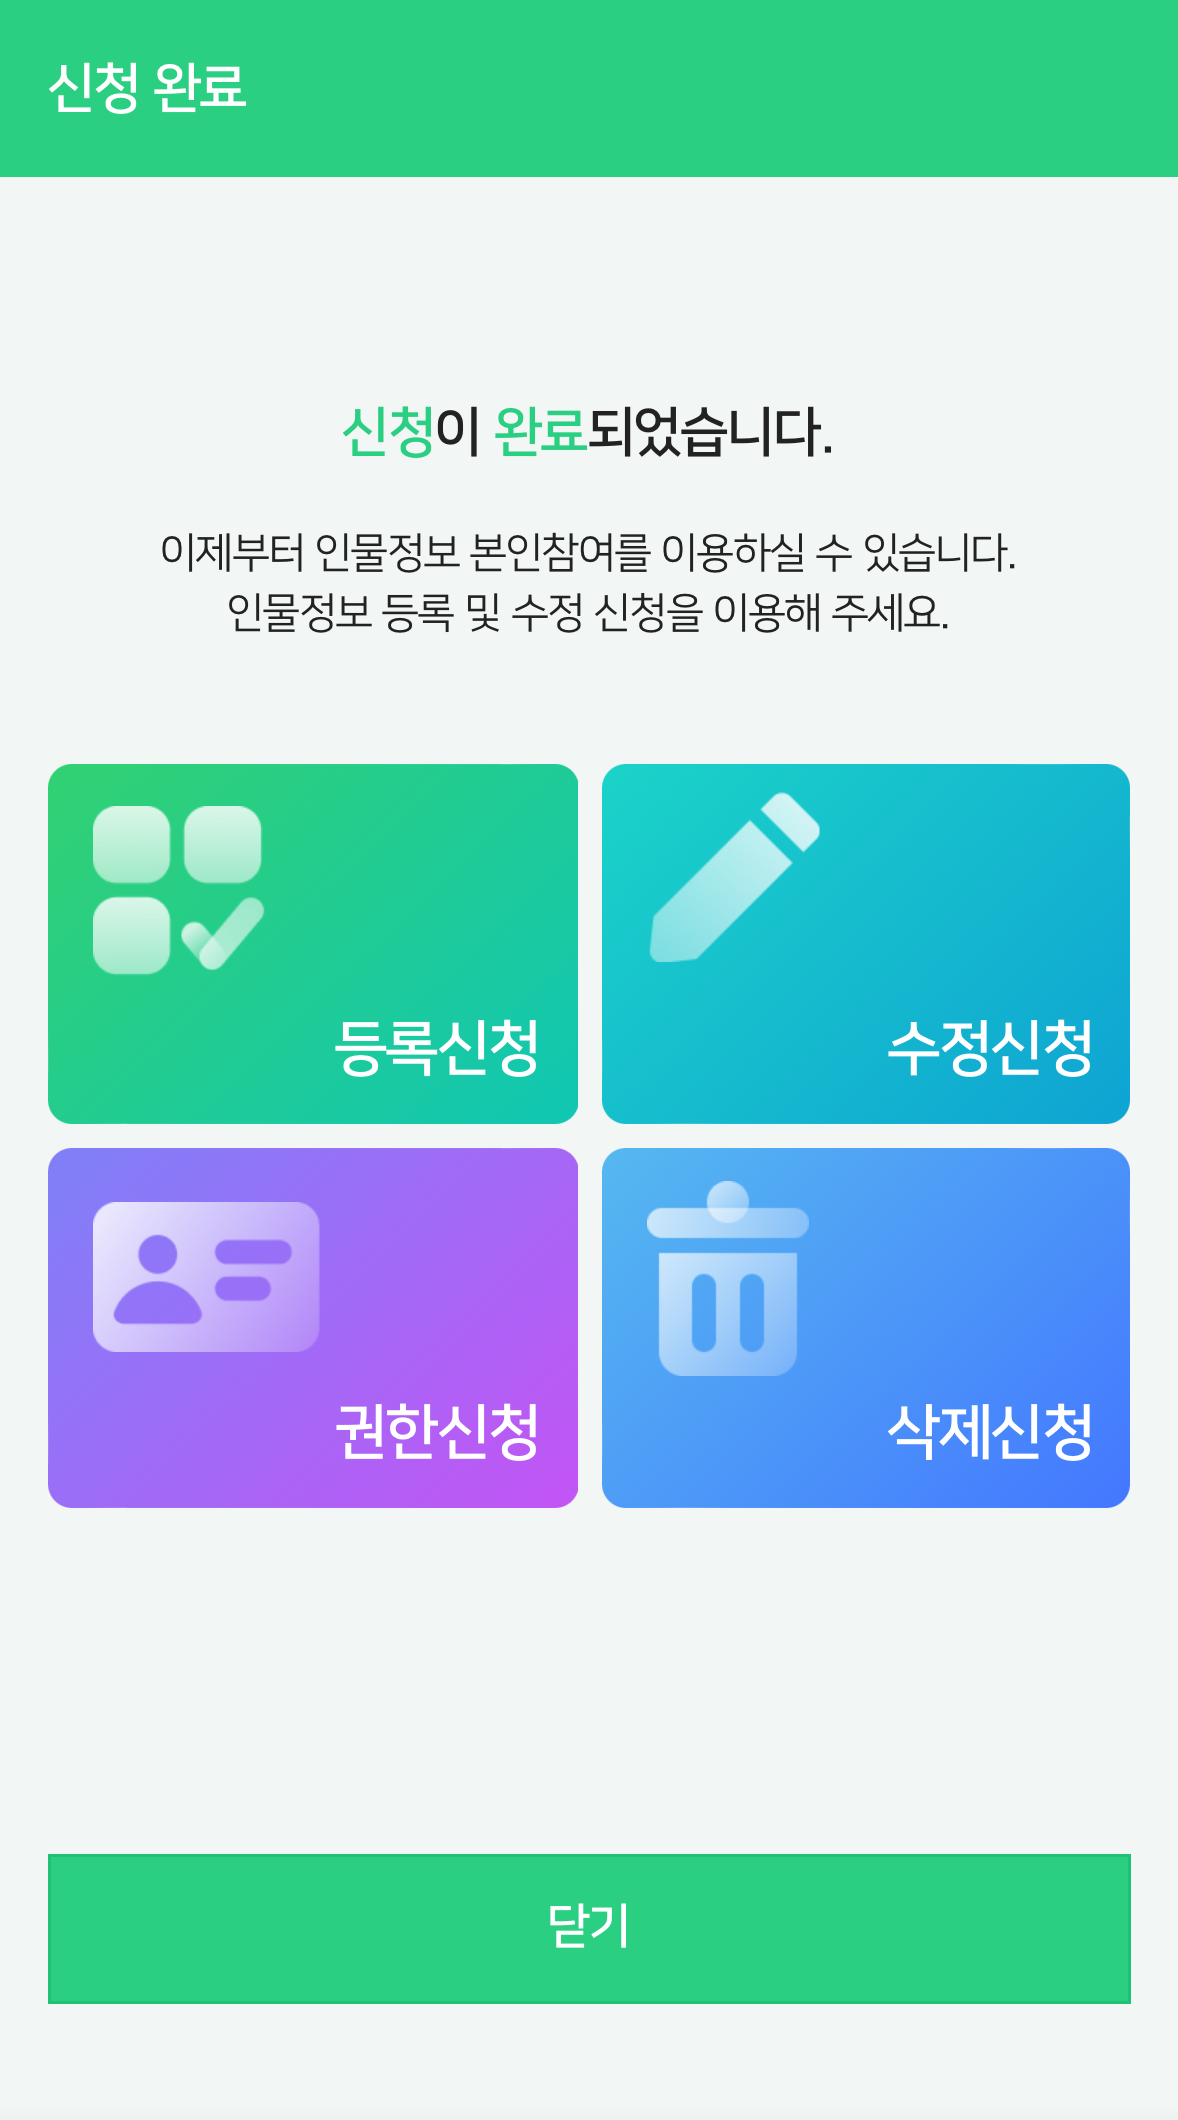 신청 완료
신청이 완료되었습니다.
이제부터 인물정보 본인참여를 이용하실 수 있습니다.
인물정보 등록 및 수정 신청을 이용해 주세요.
등록신청
수정신청
권한신청
삭제신청
닫기